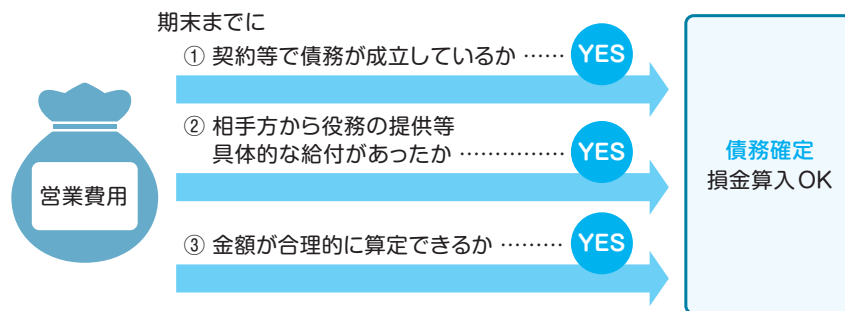 期末までに
① 契約等で債務が成立しているか …… YES
② 相手方から役務の提供等
具体的な給付があったか …………… YES
③ 金額が合理的に算定できるか ……… YES
営業費用
債務確定
損金算入OK